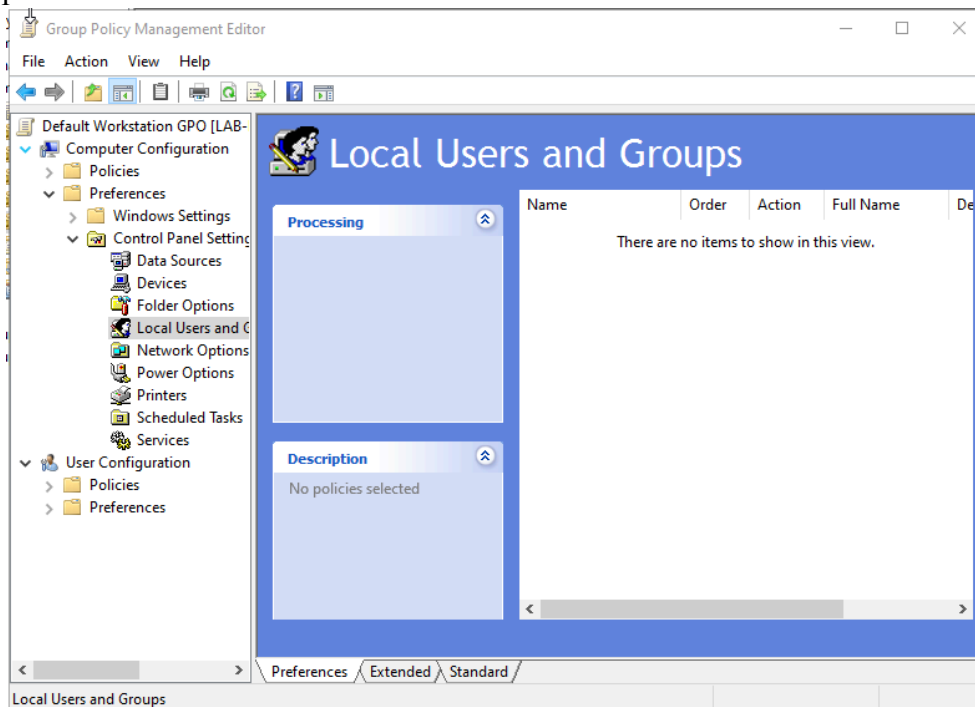 Group Policy Management Editor
File Action View Help
Default Workstation GPO [LAB-
Computer Configuration
Policies
Preferences
Windows Settings
Control Panel Setting
Data Sources
Devices
Folder Options
Local Users and G
Network Options
Power Options
Printers
Scheduled Tasks
Services
User Configuration
Policies
Preferences
Local Users and Groups
Processing
Description
No policies selected
Name Order Action Full Name De
There are no items to show in this view.
Preferences Extended Standard
Local Users and Groups